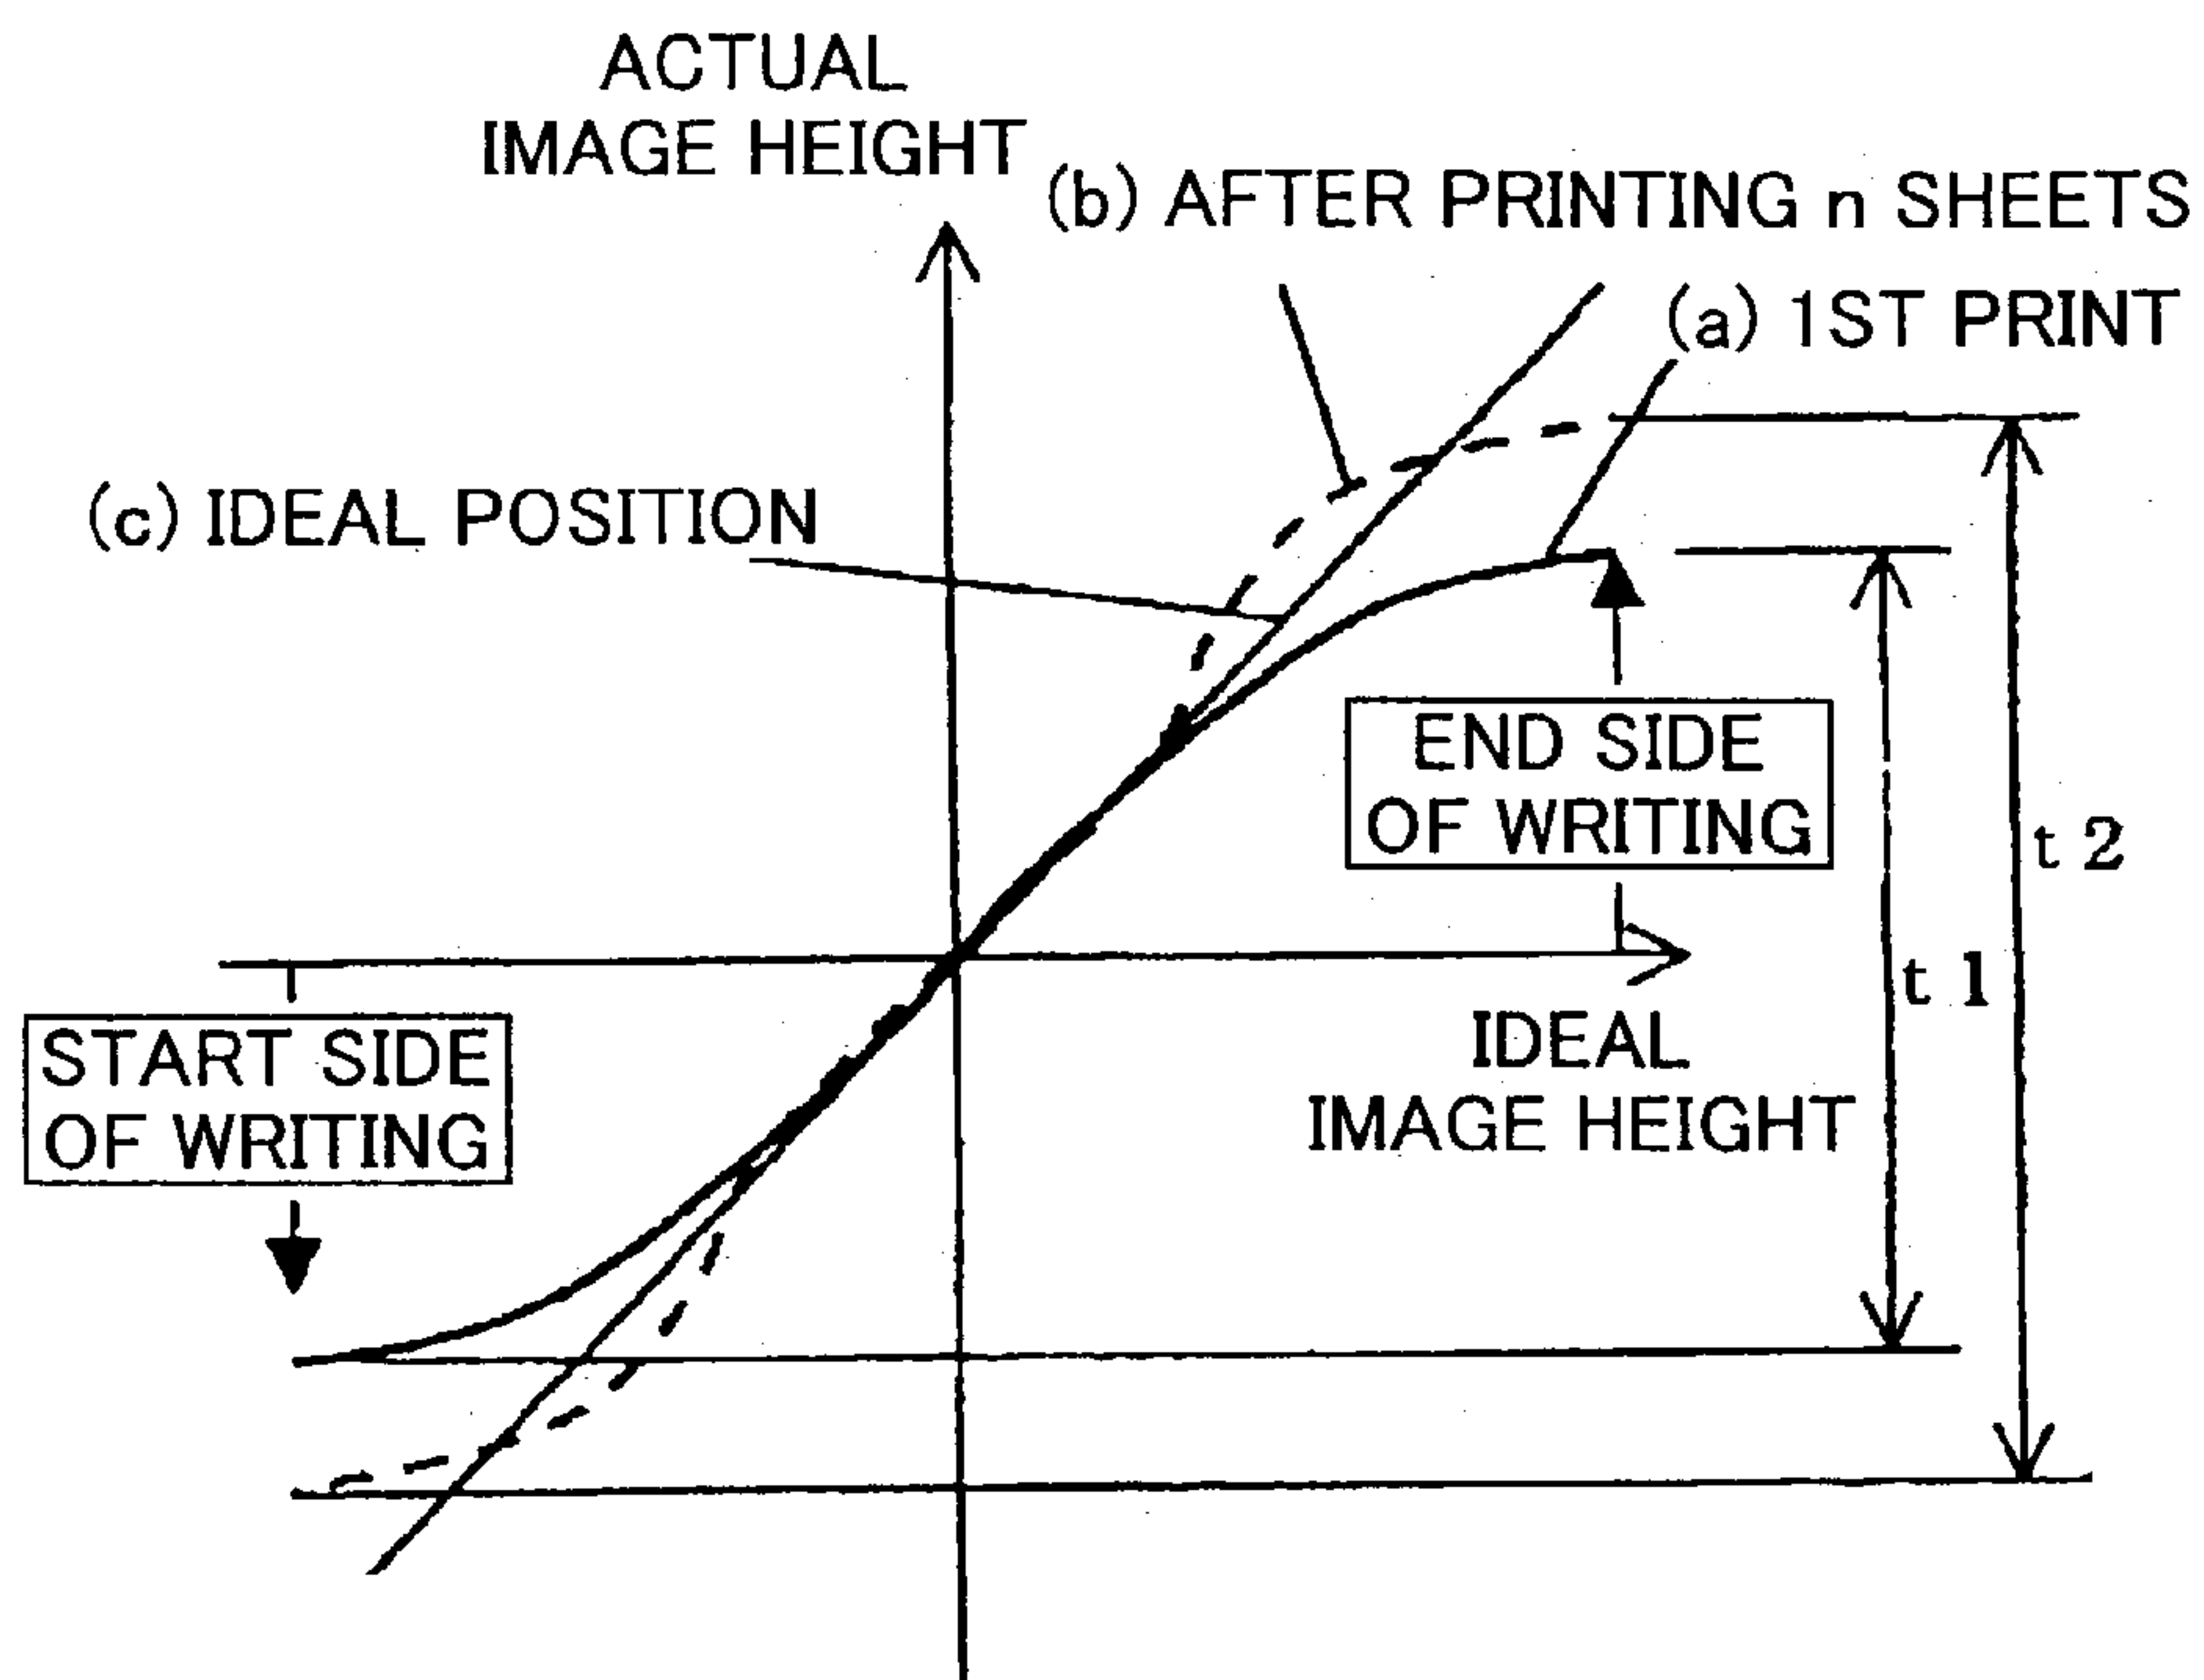 ACTUAL
IMAGE HEIGHT
(b) AFTER PRINTING n SHEETS
(a) 1ST PRINT
(c) IDEAL POSITION
END SIDE
OF WRITING
t 2
t 1
IDEAL
IMAGE HEIGHT
START SIDE
OF WRITING